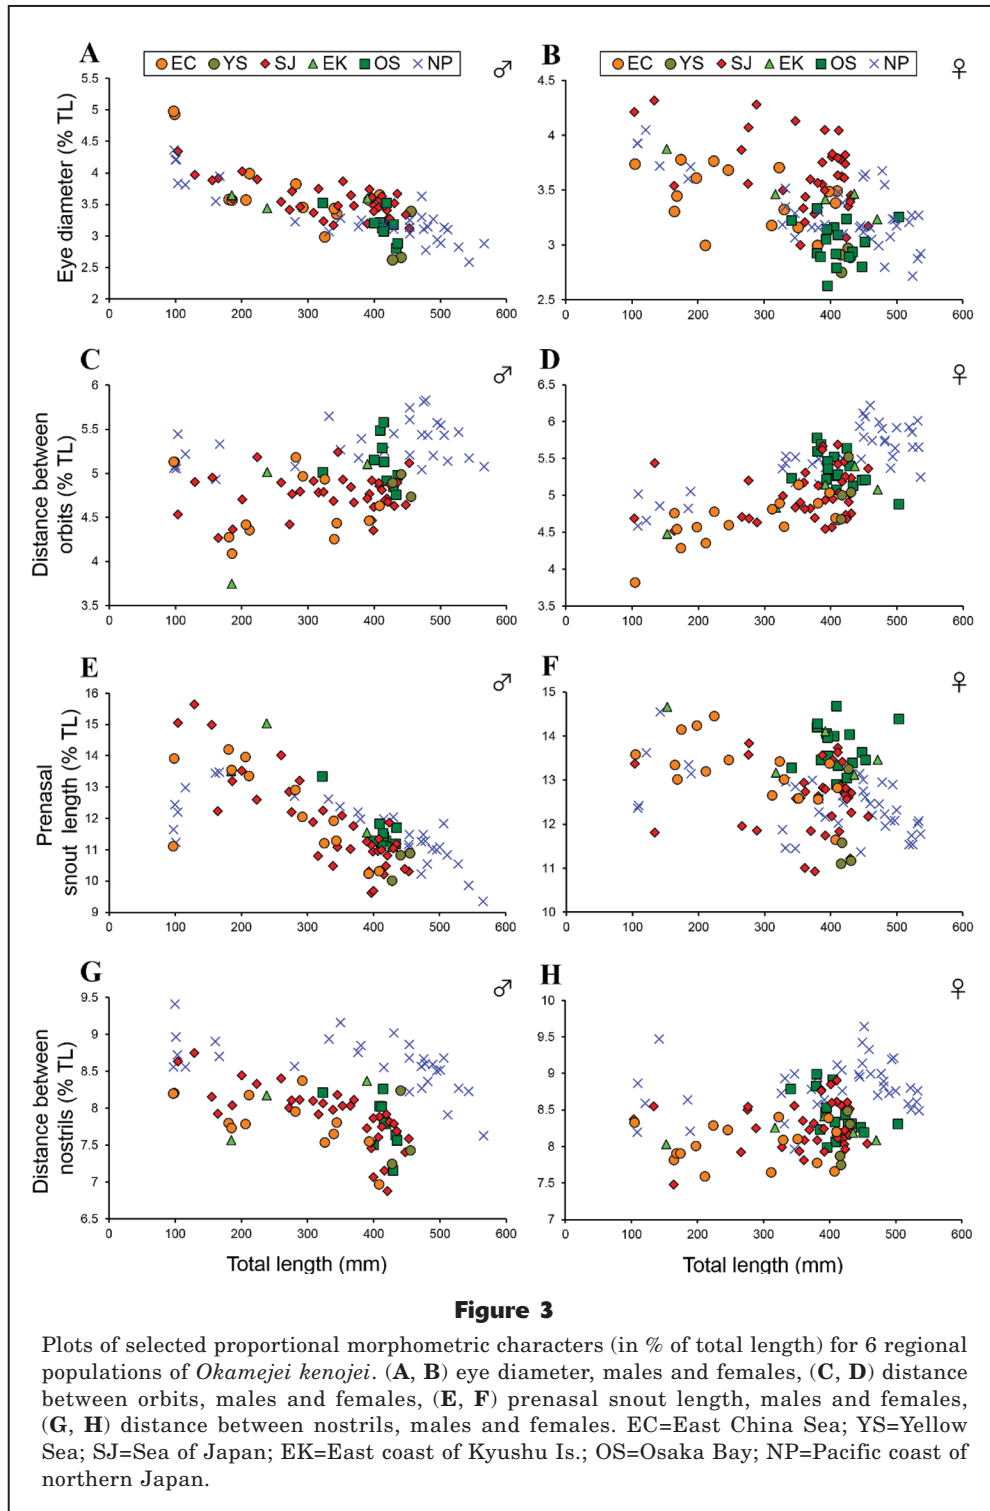 A
EC YS SJ EK OS NP
♂
Eye diameter (% TL)
5.5
5
4.5
4
3.5
3
2.5
2
0 100 200 300 400 500 600
B
EC YS SJ EK OS NP
♀
4.5
4
3.5
3
2.5
0 100 200 300 400 500 600
C
♂
Distance between
orbits (% TL)
6
5.5
5
4.5
4
3.5
0 100 200 300 400 500 600
D
♀
6.5
6
5.5
5
4.5
4
3.5
0 100 200 300 400 500 600
E
♂
Prenasal
snout length (% TL)
16
15
14
13
12
11
10
9
0 100 200 300 400 500 600
F
♀
15
14
13
12
11
10
0 100 200 300 400 500 600
G
♂
Distance between
nostrils (% TL)
9.5
9
8.5
8
7.5
7
6.5
0 100 200 300 400 500 600
Total length (mm)
H
♀
10
9.5
9
8.5
8
7.5
7
0 100 200 300 400 500 600
Total length (mm)
Figure 3
Plots of selected proportional morphometric characters (in % of total length) for 6 regional
populations of Okamejei kenojei. (A, B) eye diameter, males and females, (C, D) distance
between orbits, males and females, (E, F) prenasal snout length, males and females,
(G, H) distance between nostrils, males and females. EC=East China Sea; YS=Yellow
Sea; SJ=Sea of Japan; EK=East coast of Kyushu Is.; OS=Osaka Bay; NP=Pacific coast of
northern Japan.